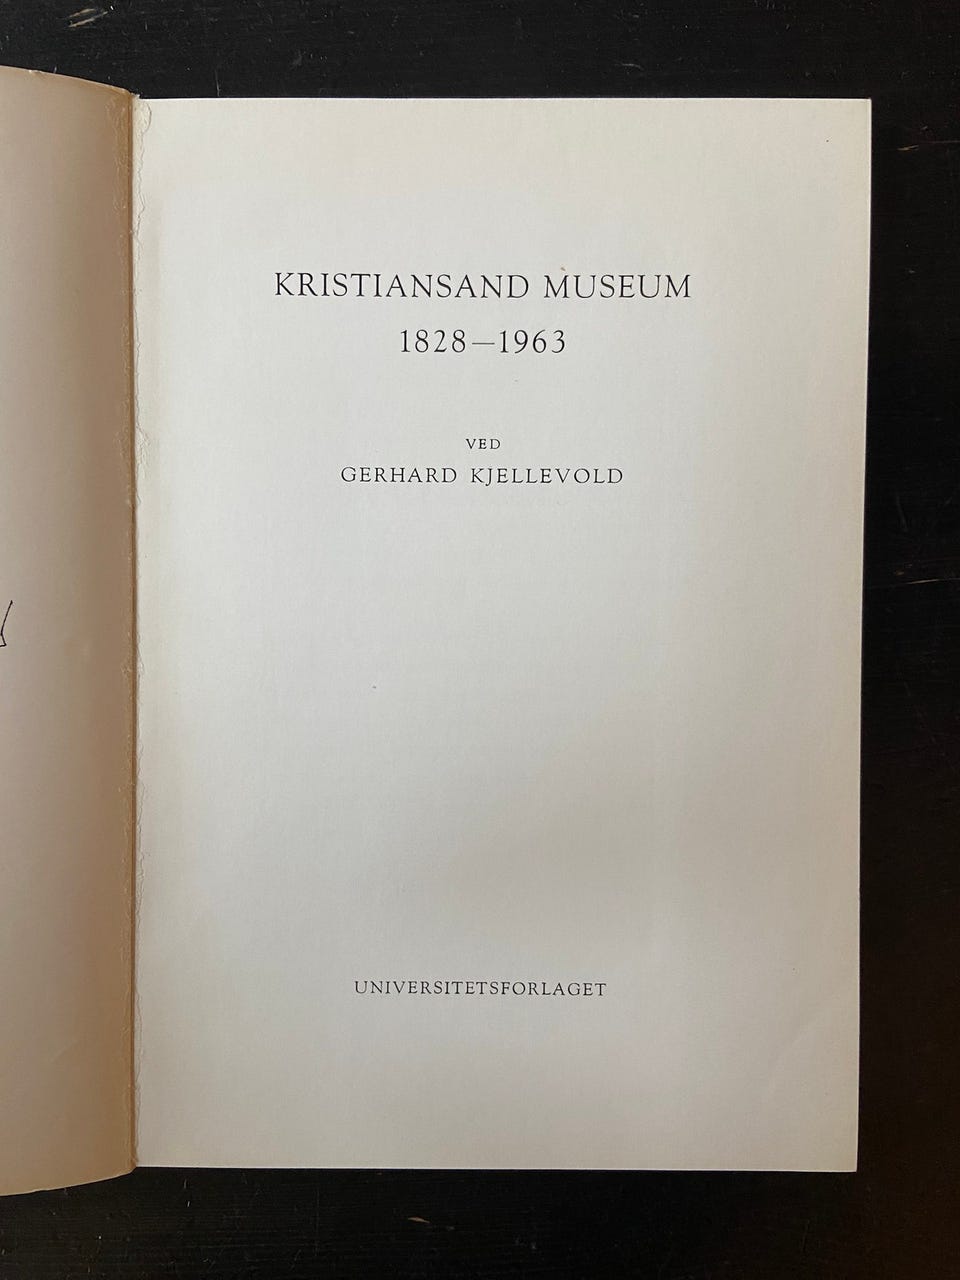 KRISTIANSAND MUSEUM
1828—1963
VED
GERHARD KJELLEVOLD
UNIVERSITETSFORLAGET